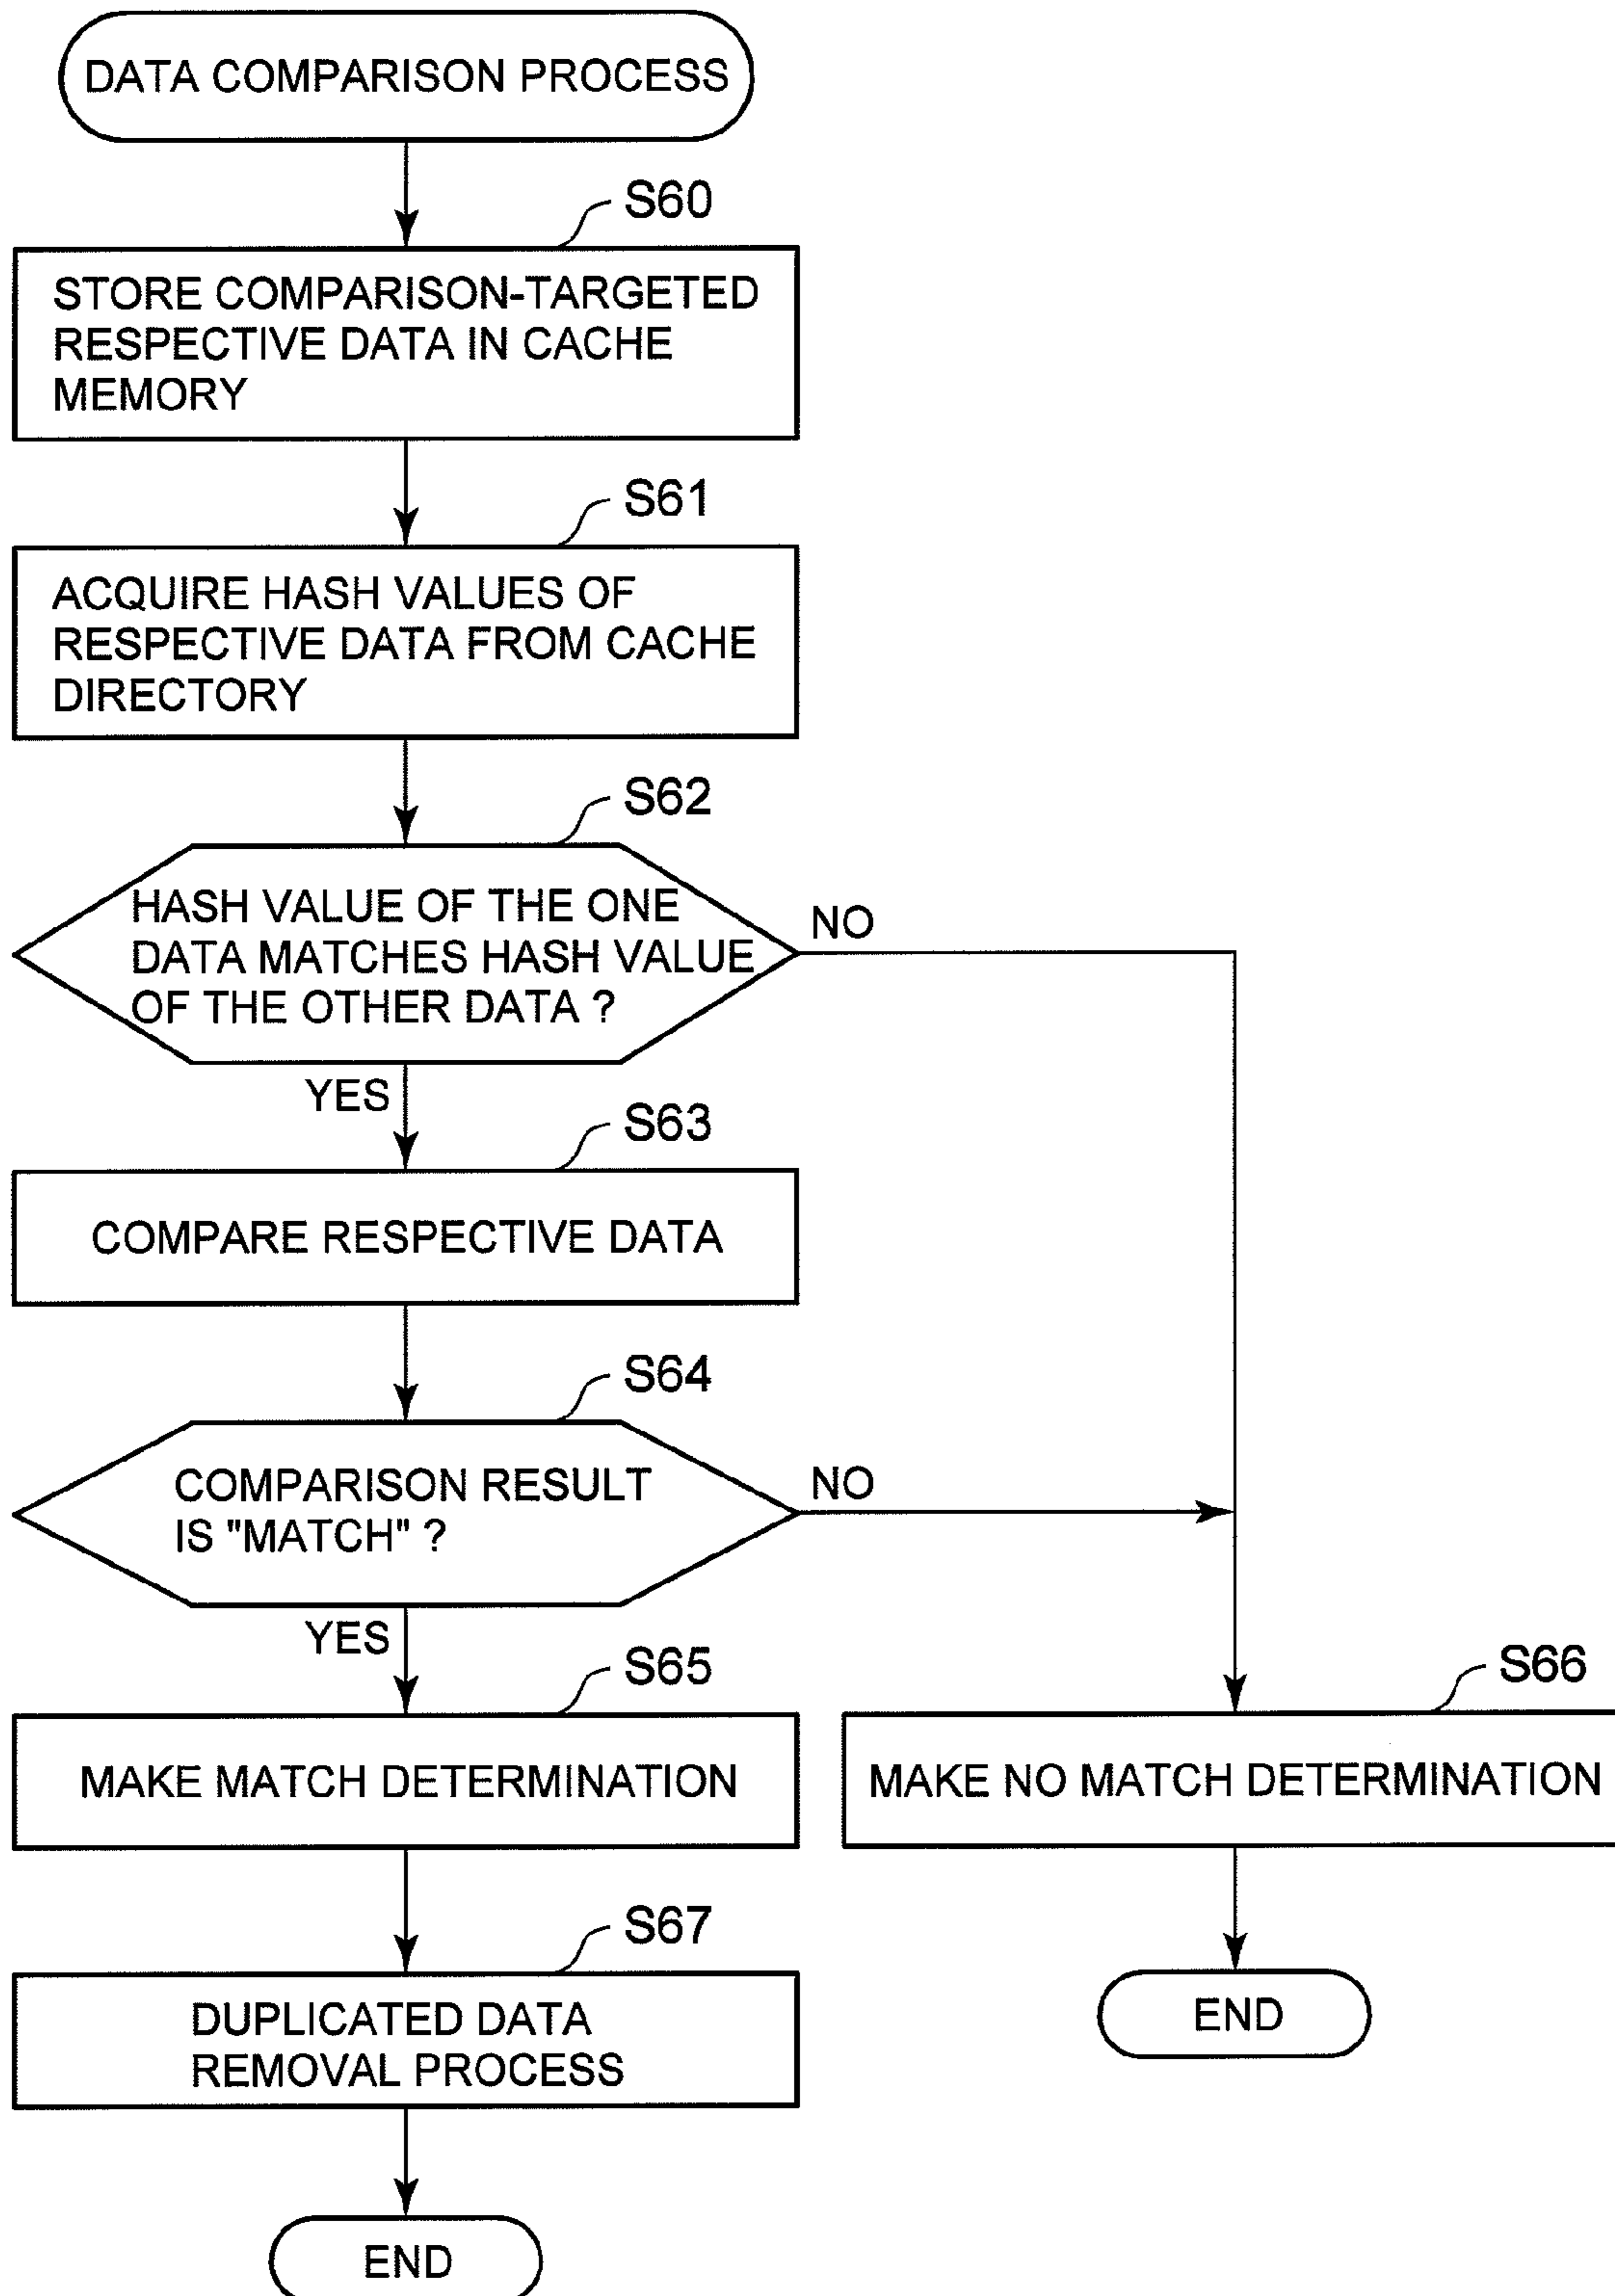 DATA COMPARISON PROCESS
S60
STORE COMPARISON-TARGETED
RESPECTIVE DATA IN CACHE
MEMORY
S61
ACQUIRE HASH VALUES OF
RESPECTIVE DATA FROM CACHE
DIRECTORY
S62
HASH VALUE OF THE ONE
DATA MATCHES HASH VALUE
OF THE OTHER DATA ?
NO
YES
S63
COMPARE RESPECTIVE DATA
S64
COMPARISON RESULT
IS "MATCH" ?
NO
YES
S65
MAKE MATCH DETERMINATION
S66
MAKE NO MATCH DETERMINATION
S67
DUPLICATED DATA
REMOVAL PROCESS
END
END